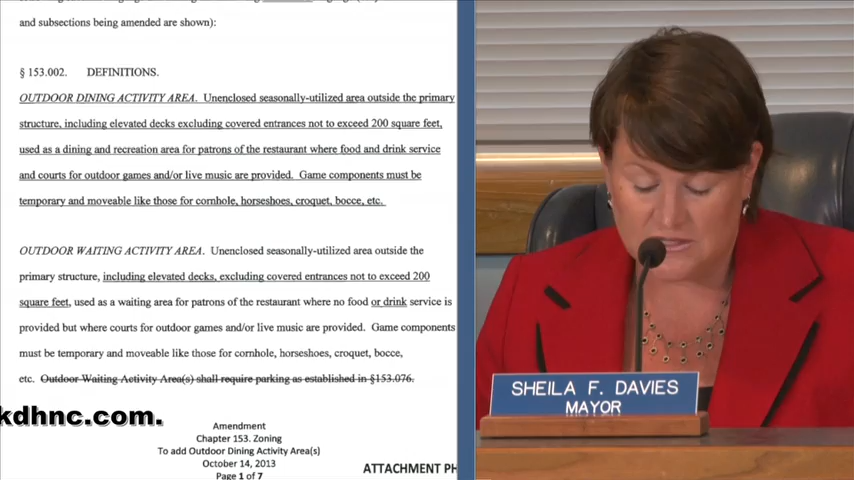 and subsections being amended are shown):
§ 153.002. DEFINITIONS.
OUTDOOR DINING ACTIVITY AREA. Unenclosed seasonally-utilized area outside the primary
structure, including elevated decks excluding covered entrances not to exceed 200 square feet,
used as a dining and recreation area for patrons of the restaurant where food and drink service
and courts for outdoor games and/or live music are provided. Game components must be
temporary and moveable like those for cornhole, horseshoes, croquet, bocce, etc.
OUTDOOR WAITING ACTIVITY AREA. Unenclosed seasonally-utilized area outside the
primary structure, including elevated decks, excluding covered entrances not to exceed 200
square feet, used as a waiting area for patrons of the restaurant where no food or drink service is
provided but where courts for outdoor games and/or live music are provided. Game components
must be temporary and moveable like those for cornhole, horseshoes, croquet, bocce,
etc. Outdoor Waiting Activity Area(s) shall require parking as established in §153.076.
kdhnc.com.
Amendment
Chapter 153. Zoning
To add Outdoor Dining Activity Area(s)
October 14, 2013
Page 1 of 7
ATTACHMENT PH
SHEILA F. DAVIES
MAYOR